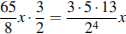 65/8 x · 3/2 = 3 · 5 · 13/2⁴ x